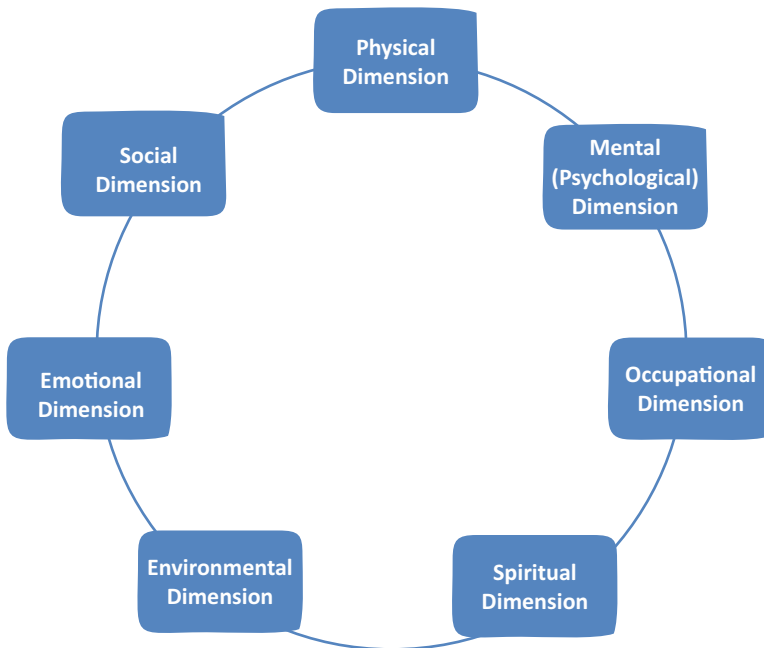 Physical
Dimension
Mental
(Psychological)
Dimension
Occupational
Dimension
Spiritual
Dimension
Environmental
Dimension
Emotional
Dimension
Social
Dimension